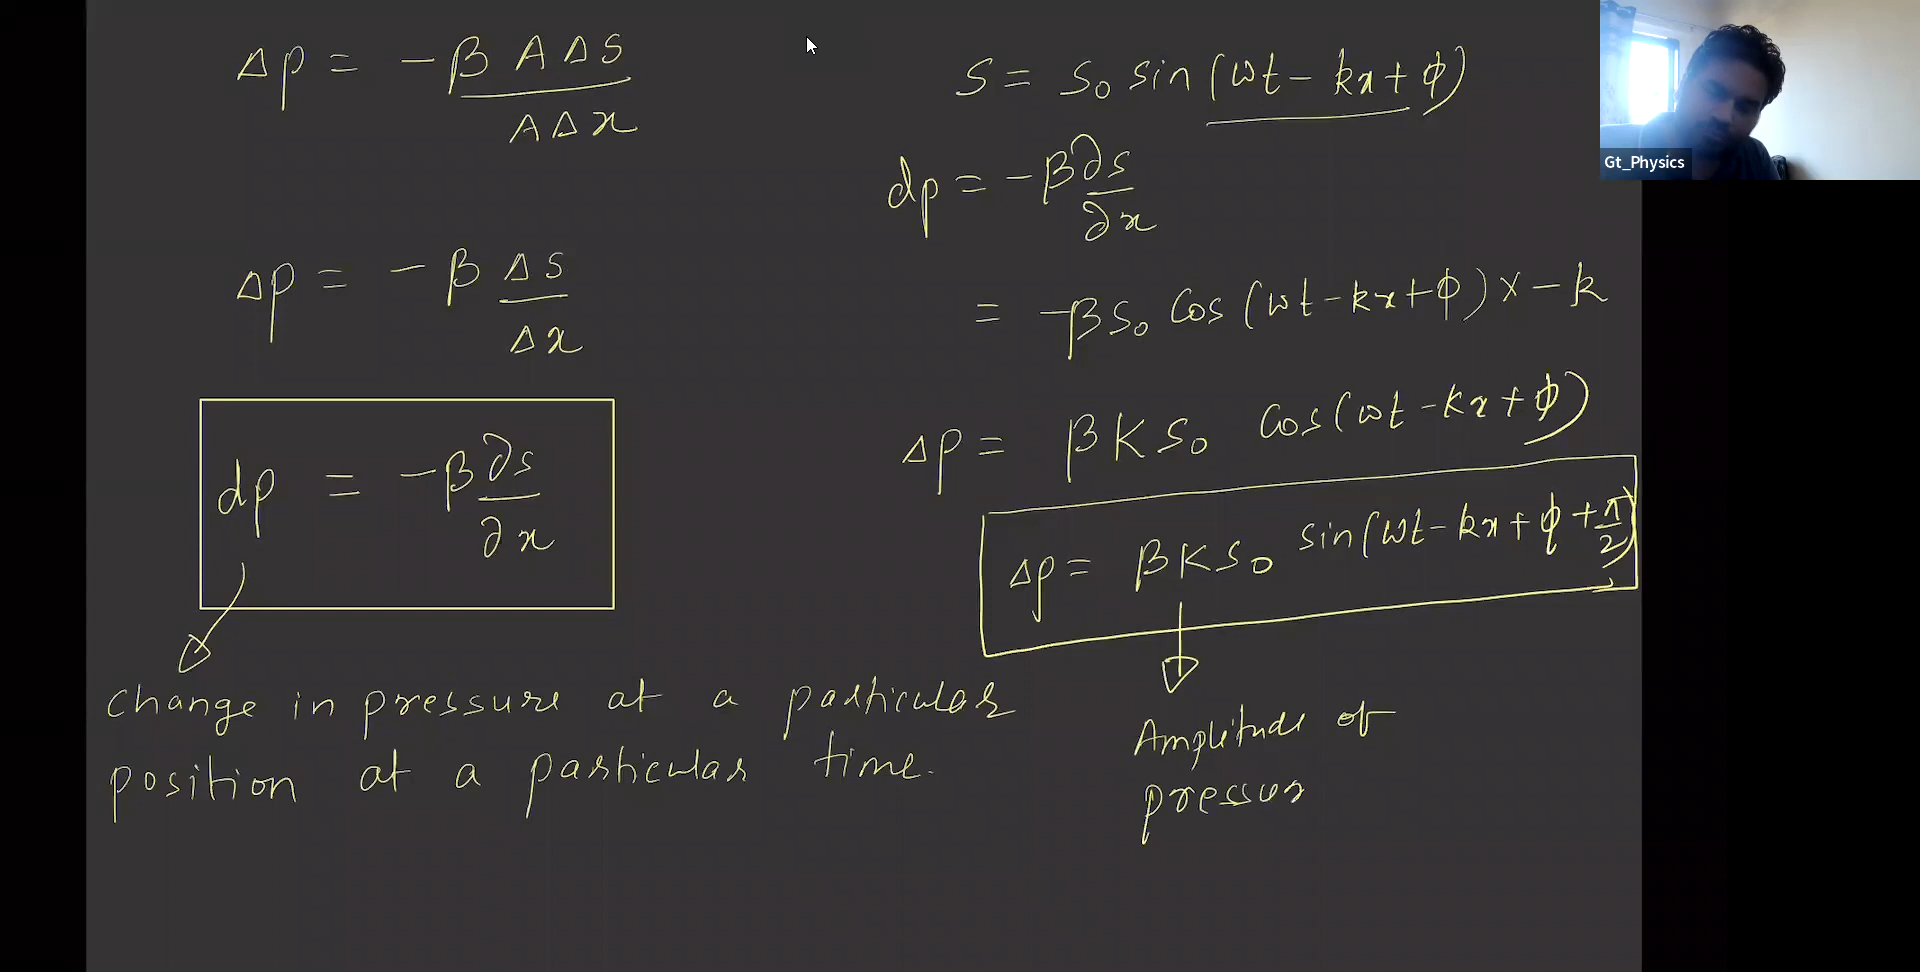 Δp = -β AΔS
AΔx
Δp = -β ΔS
Δx
dp = -β ∂s
∂x
change in pressure at a particular
position at a particular time.
S = S₀ sin(ωt - kx + φ)
dp = -β ∂s
∂x
= -βS₀ cos(ωt - kx + φ) x - k
Δp = βKS₀ cos(ωt - kx + φ)
Δp = βKS₀ sin(ωt - kx + φ + π/2)
Amplitude of
pressur
Gt_Physics